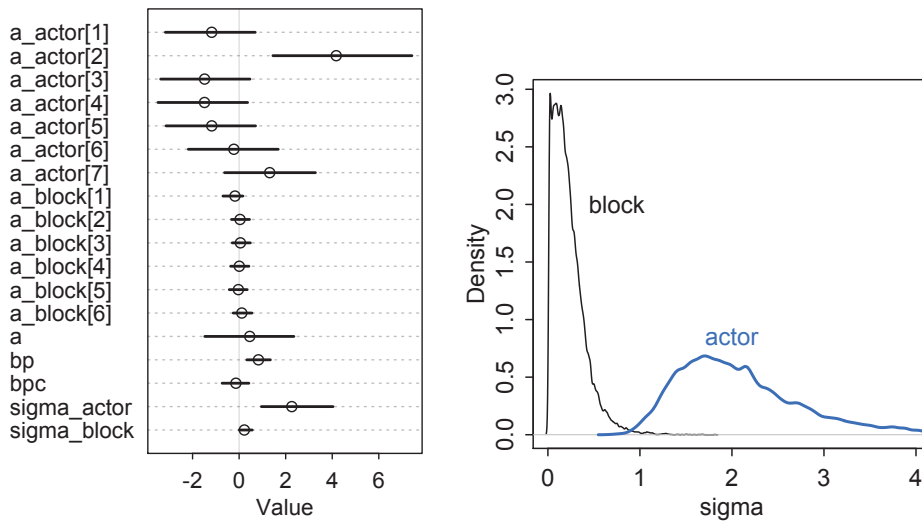 a_actor[1]
a_actor[2]
a_actor[3]
a_actor[4]
a_actor[5]
a_actor[6]
a_actor[7]
a_block[1]
a_block[2]
a_block[3]
a_block[4]
a_block[5]
a_block[6]
a
bp
bpc
sigma_actor
sigma_block
-2 0 2 4 6
Value
3.0
2.5
2.0
1.5
1.0
0.5
0.0
Density
block
actor
0 1 2 3 4
sigma